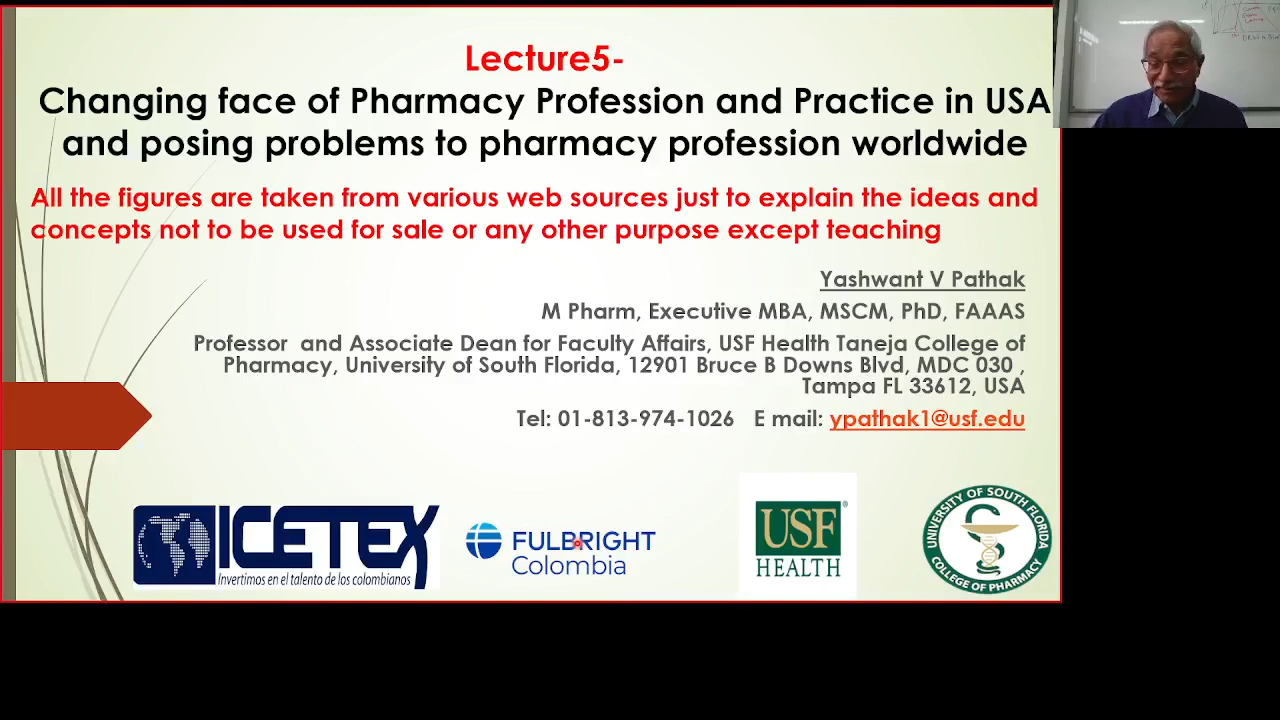 Lecture5-
Changing face of Pharmacy Profession and Practice in USA
and posing problems to pharmacy profession worldwide
All the figures are taken from various web sources just to explain the ideas and
concepts not to be used for sale or any other purpose except teaching
Yashwant V Pathak
M Pharm, Executive MBA, MSCM, PhD, FAAAS
Professor and Associate Dean for Faculty Affairs, USF Health Taneja College of
Pharmacy, University of South Florida, 12901 Bruce B Downs Blvd, MDC 030 ,
Tampa FL 33612, USA
Tel: 01-813-974-1026 E mail: ypathak1@usf.edu
ICETEX
Invertimos en el talento de los colombianos
FULBRIGHT
Colombia
USF
HEALTH
UNIVERSITY OF SOUTH FLORIDA
COLLEGE OF PHARMACY